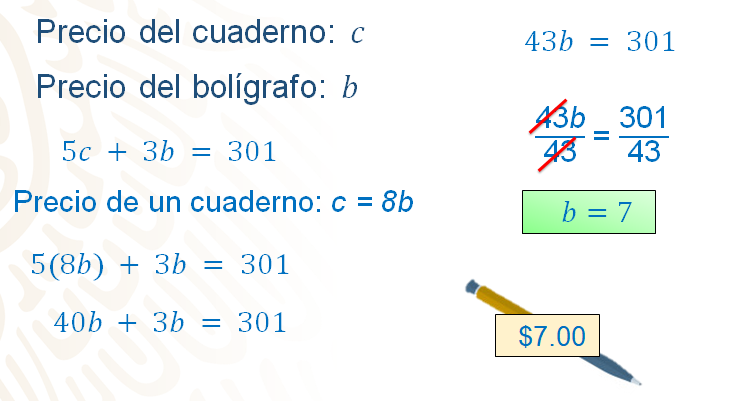 Precio del cuaderno: c
Precio del bolígrafo: b
5c + 3b = 301
Precio de un cuaderno: c = 8b
5(8b) + 3b = 301
40b + 3b = 301
43b = 301
43b/43 = 301/43
b = 7
$7.00